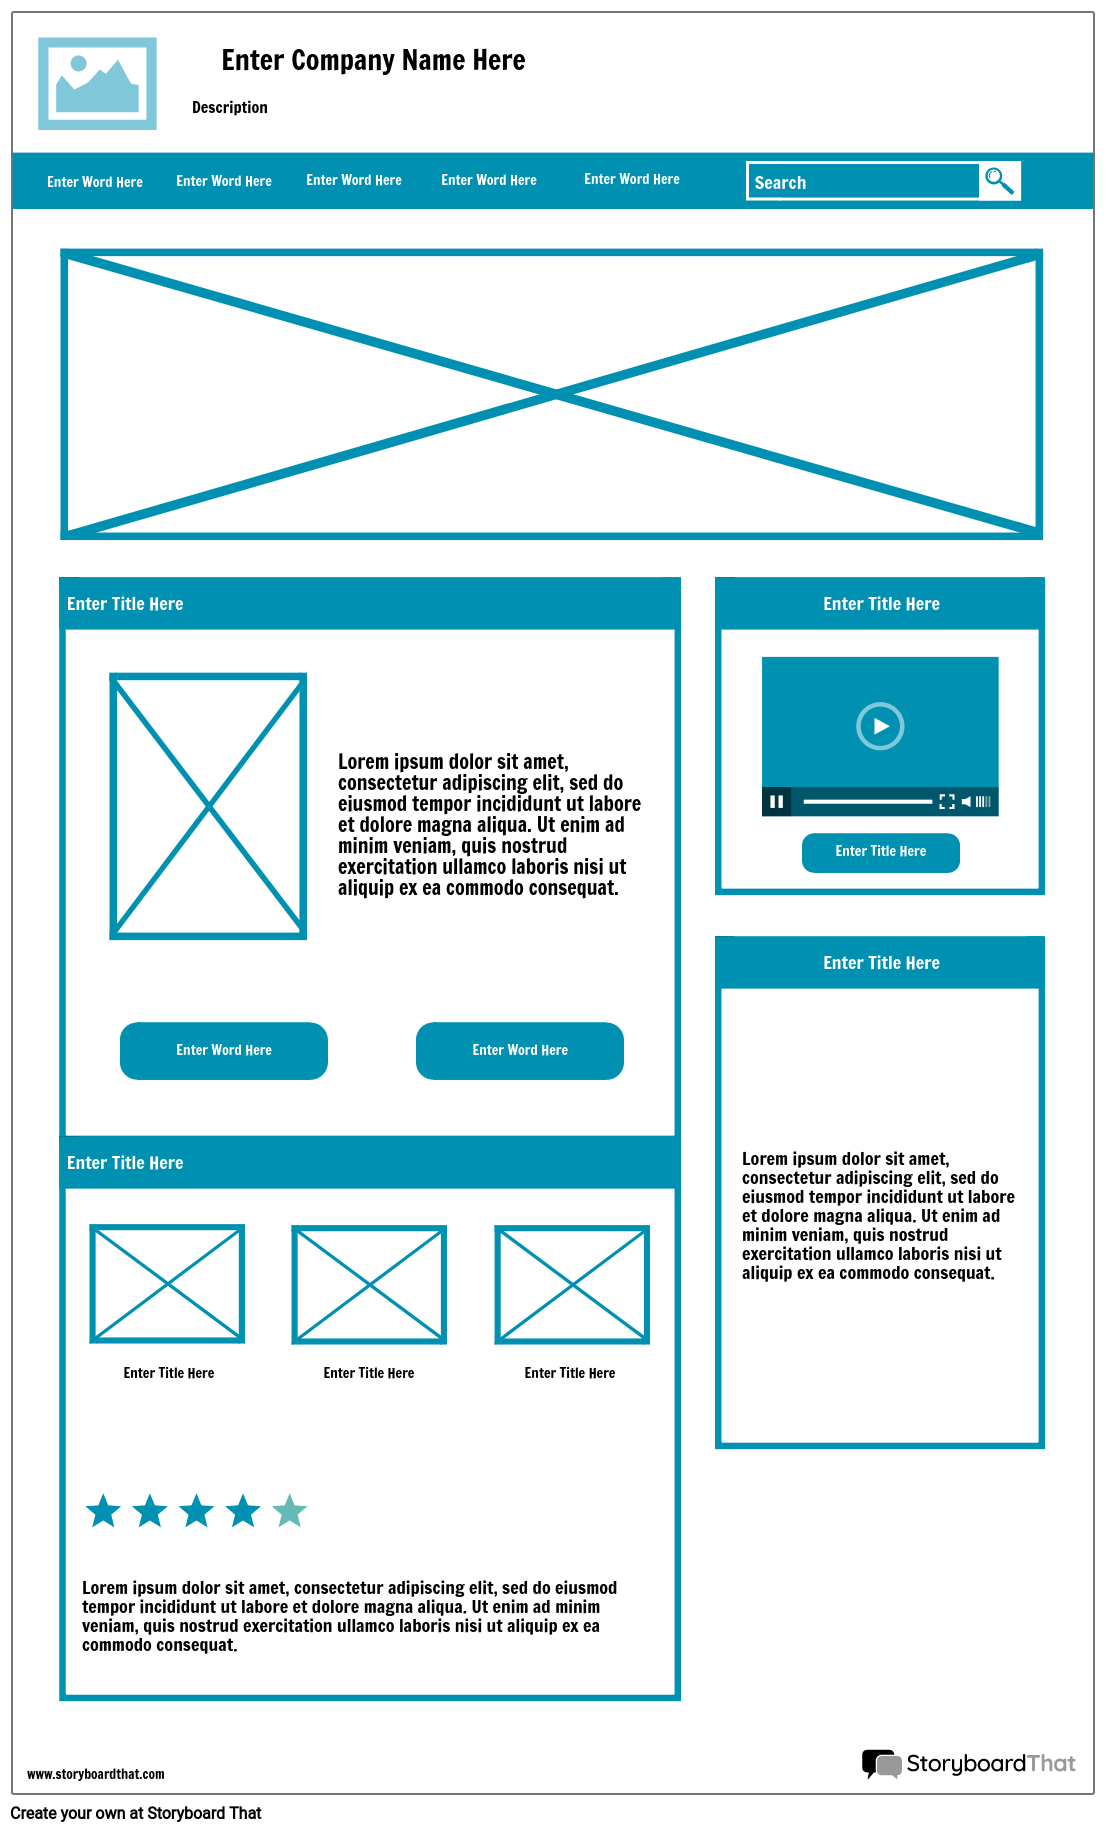 Enter Company Name Here
Description
Enter Word Here
Enter Word Here
Enter Word Here
Enter Word Here
Enter Word Here
Search
Enter Title Here
Lorem ipsum dolor sit amet,
consectetur adipiscing elit, sed do
eiusmod tempor incididunt ut labore
et dolore magna aliqua. Ut enim ad
minim veniam, quis nostrud
exercitation ullamco laboris nisi ut
aliquip ex ea commodo consequat.
Enter Word Here
Enter Word Here
Enter Title Here
Enter Title Here
Enter Title Here
Enter Title Here
Lorem ipsum dolor sit amet, consectetur adipiscing elit, sed do eiusmod
tempor incididunt ut labore et dolore magna aliqua. Ut enim ad minim
veniam, quis nostrud exercitation ullamco laboris nisi ut aliquip ex ea
commodo consequat.
Enter Title Here
Enter Title Here
Enter Title Here
Lorem ipsum dolor sit amet,
consectetur adipiscing elit, sed do
eiusmod tempor incididunt ut labore
et dolore magna aliqua. Ut enim ad
minim veniam, quis nostrud
exercitation ullamco laboris nisi ut
aliquip ex ea commodo consequat.
www.storyboardthat.com
StoryboardThat
Create your own at Storyboard That